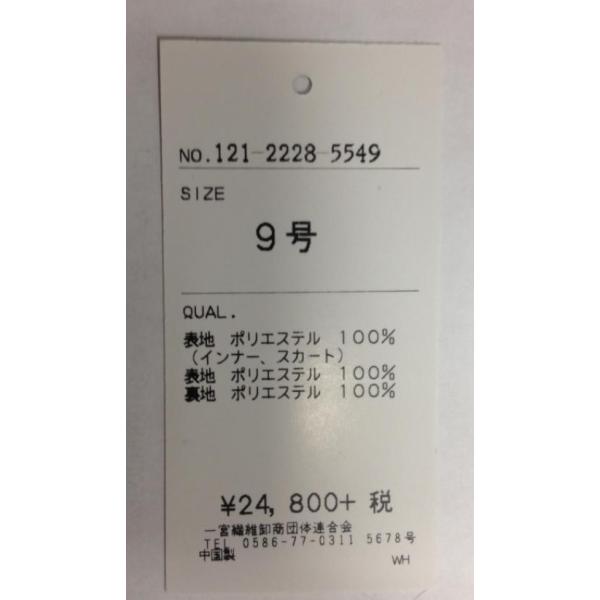 NO.121-2228-5549
SIZE
9号
QUAL.
表地 ポリエステル 100%
(インナー、スカート)
表地 ポリエステル 100%
裏地 ポリエステル 100%
¥24,800+税
一宮繊維卸商団体連合会
TEL 0586-77-0311 5678号
中国製
WH